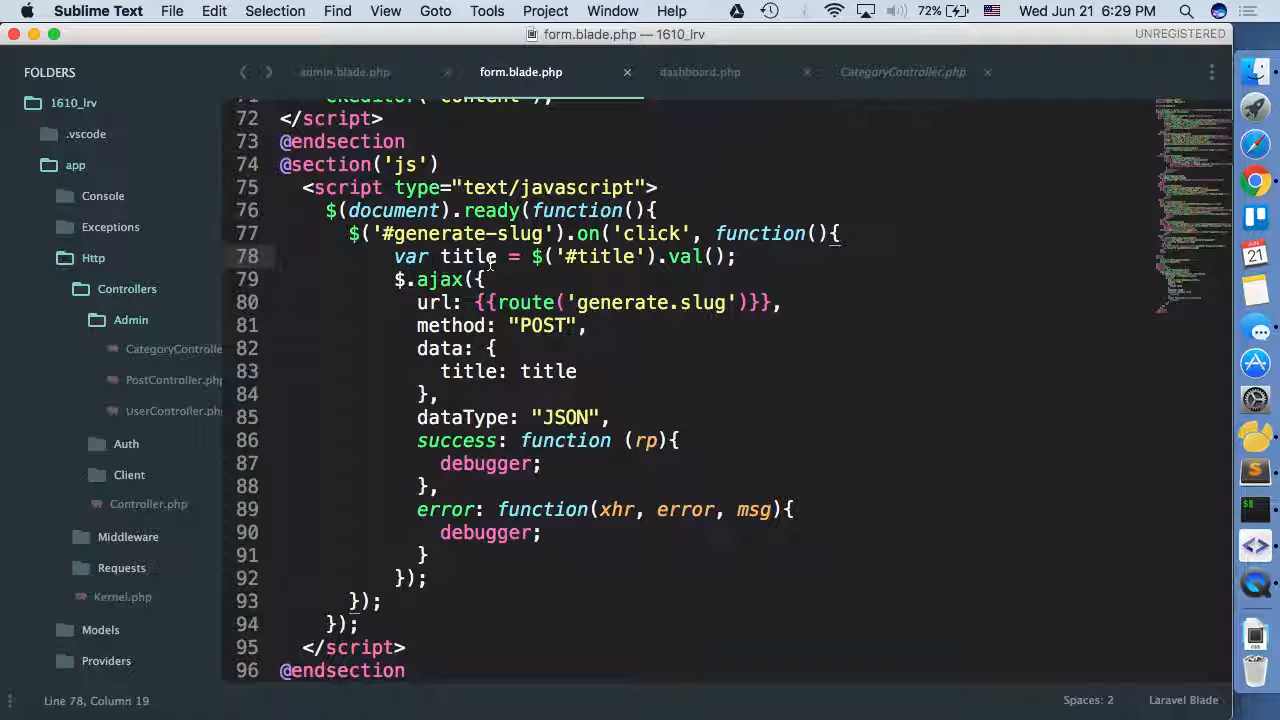 Sublime Text File Edit Selection Find View Goto Tools Project Window Help 72% Wed Jun 21 6:29 PM
form.blade.php — 1610_lrv UNREGISTERED
FOLDERS
1610_lrv
.vscode
app
Console
Exceptions
Http
Controllers
Admin
CategoryControlle
PostController.php
UserController.ph
Auth
Client
Controller.php
Middleware
Requests
Kernel.php
Models
Providers
admin.blade.php form.blade.php dashboard.php CategoryController.php
72 </script>
73 @endsection
74 @section('js')
75 <script type="text/javascript">
76 $(document).ready(function(){
77 $('#generate-slug').on('click', function(){
78 var title = $('#title').val();
79 $.ajax({
80 url: {{route('generate.slug')}},
81 method: "POST",
82 data: {
83 title: title
84 },
85 dataType: "JSON",
86 success: function (rp){
87 debugger;
88 },
89 error: function(xhr, error, msg){
90 debugger;
91 }
92 });
93 });
94 });
95 </script>
96 @endsection
Line 78, Column 19 Spaces: 2 Laravel Blade